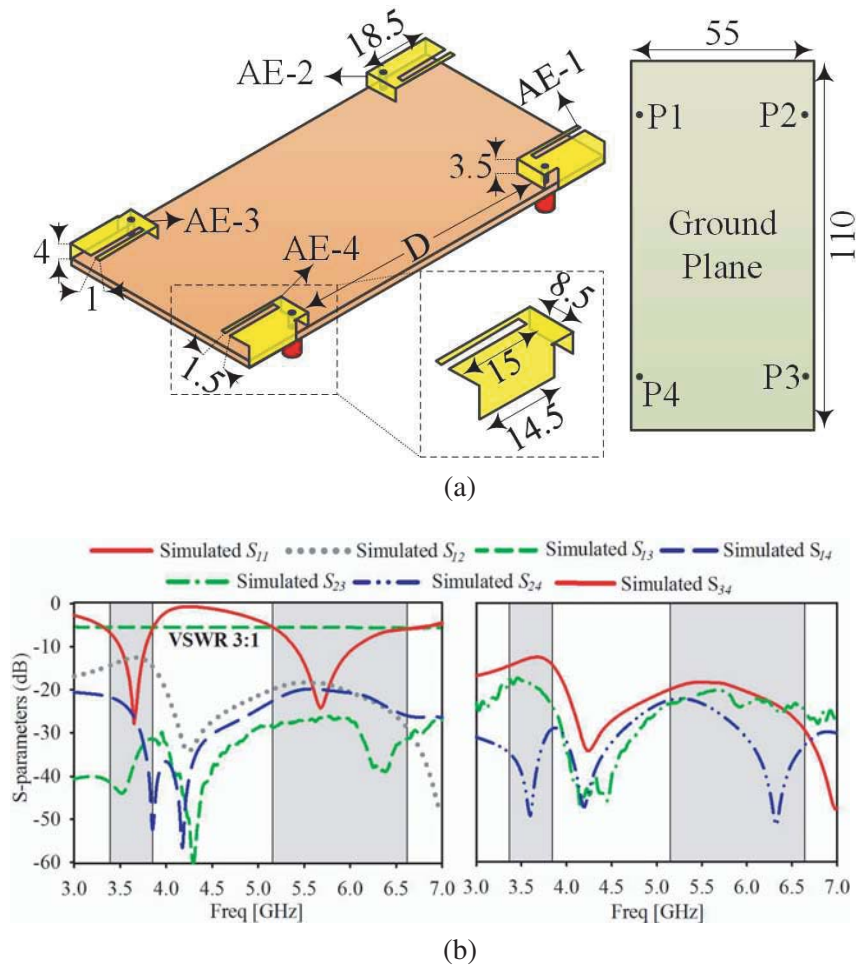 18.5
AE-2
AE-1
3.5
AE-3
AE-4
D
4
1
1.5
8.5
15
14.5
55
P1
P2
Ground
Plane
110
P4
P3
(a)
Simulated S11
Simulated S12
Simulated S13
Simulated S14
Simulated S23
Simulated S24
Simulated S34
S-parameters (dB)
0
-10
-20
-30
-40
-50
-60
VSWR 3:1
3.0 3.5 4.0 4.5 5.0 5.5 6.0 6.5 7.0
Freq [GHz]
3.0 3.5 4.0 4.5 5.0 5.5 6.0 6.5 7.0
Freq [GHz]
(b)